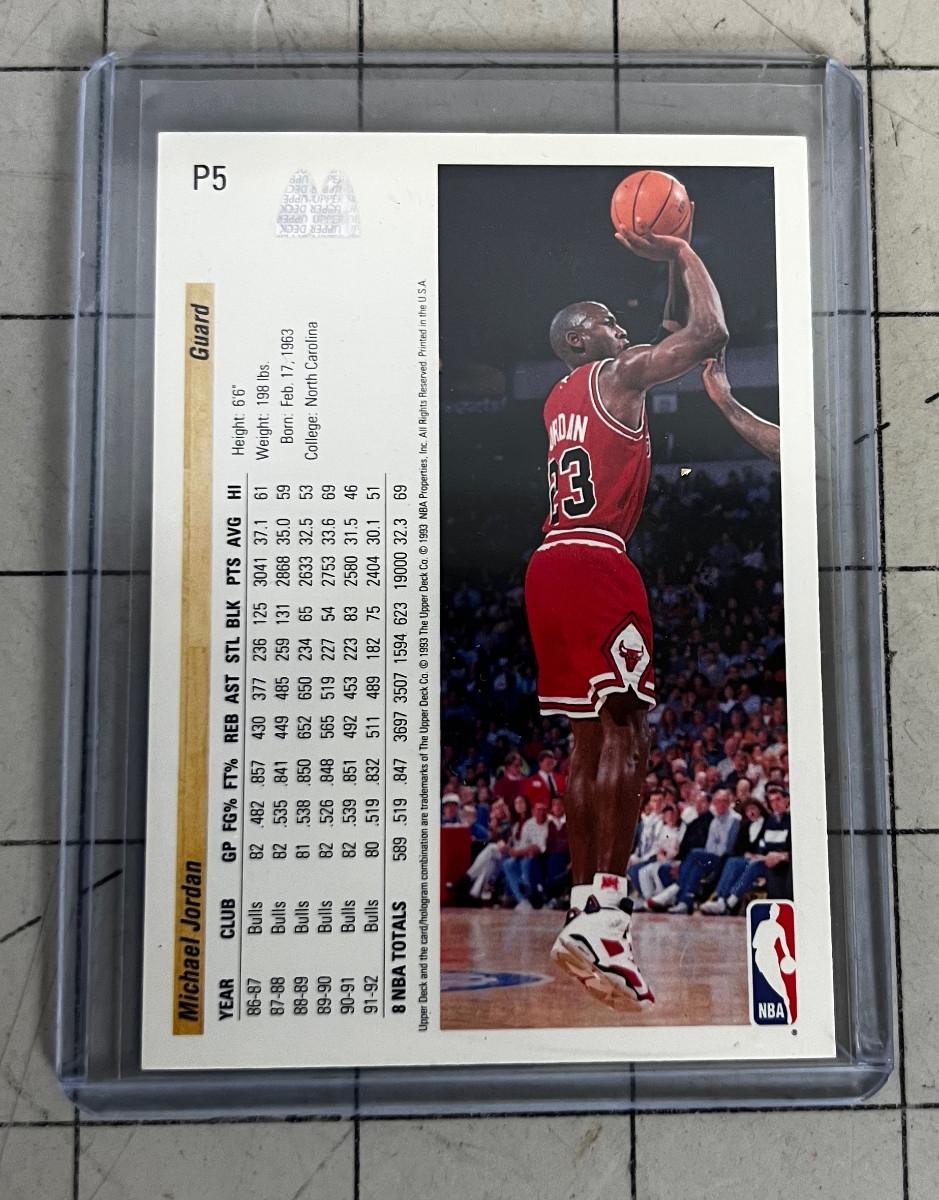 P5
Michael Jordan Guard
Height: 6'6"
Weight: 198 lbs.
Born: Feb. 17, 1963
College: North Carolina
YEAR CLUB GP FG% FT% REB AST STL BLK PTS AVG HI
86-87 Bulls 82 .482 .857 430 377 236 125 3041 37.1 61
87-88 Bulls 82 .535 .841 449 485 259 131 2868 35.0 59
88-89 Bulls 81 .538 .850 652 650 234 65 2633 32.5 53
89-90 Bulls 82 .526 .848 565 519 227 54 2753 33.6 69
90-91 Bulls 82 .539 .851 492 453 223 83 2580 31.5 46
91-92 Bulls 80 .519 .832 511 489 182 75 2404 30.1 51
8 NBA TOTALS 589 .519 .847 3697 3507 1594 623 19000 32.3 69
Upper Deck and the card/hologram combination are trademarks of The Upper Deck Co. © 1993 The Upper Deck Co. © 1993 NBA Properties, Inc. All Rights Reserved. Printed in the U.S.A.
RDAN
23
NBA
®